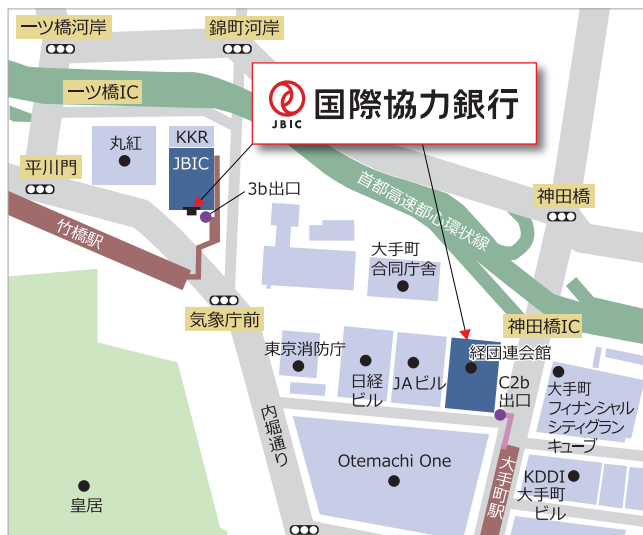 一ツ橋河岸
錦町河岸
一ツ橋IC
JBIC
国際協力銀行
丸紅
KKR
JBIC
平川門
3b出口
首都高速都心環状線
神田橋
竹橋駅
大手町
合同庁舎
気象庁前
神田橋IC
東京消防庁
日経
ビル
JAビル
経団連会館
C2b
出口
大手町
フィナンシャル
シティグラン
キューブ
内堀通り
Otemachi One
大手町駅
KDDI
大手町
ビル
皇居